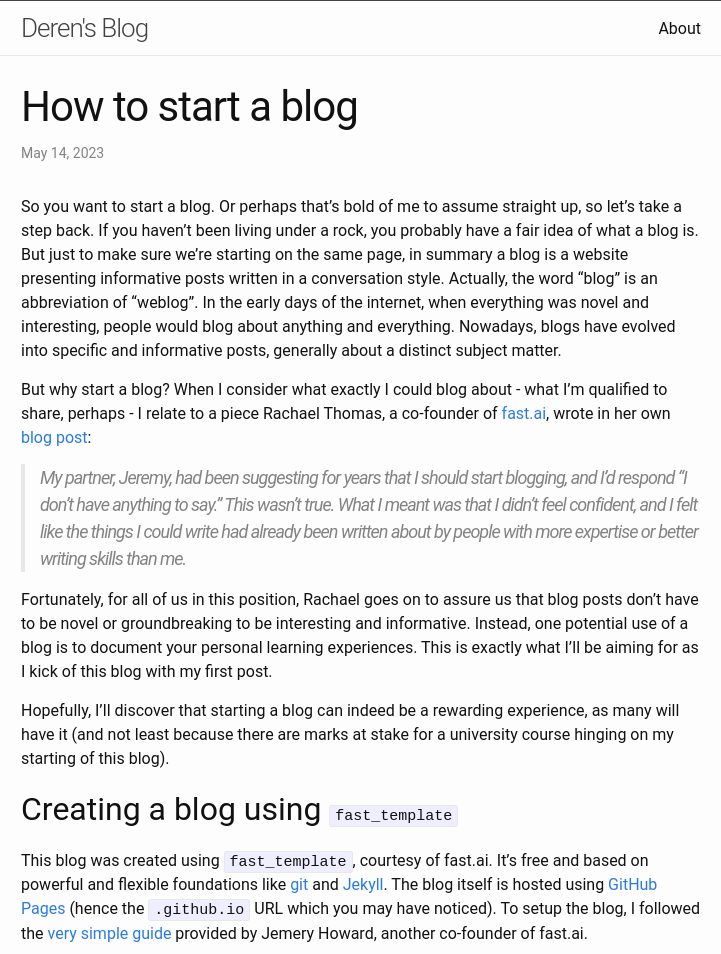 Deren's Blog
About
How to start a blog
May 14, 2023
So you want to start a blog. Or perhaps that’s bold of me to assume straight up, so let’s take a
step back. If you haven’t been living under a rock, you probably have a fair idea of what a blog is.
But just to make sure we’re starting on the same page, in summary a blog is a website
presenting informative posts written in a conversation style. Actually, the word “blog” is an
abbreviation of “weblog”. In the early days of the internet, when everything was novel and
interesting, people would blog about anything and everything. Nowadays, blogs have evolved
into specific and informative posts, generally about a distinct subject matter.
But why start a blog? When I consider what exactly I could blog about - what I’m qualified to
share, perhaps - I relate to a piece Rachael Thomas, a co-founder of fast.ai, wrote in her own
blog post:
My partner, Jeremy, had been suggesting for years that I should start blogging, and I’d respond “I
don’t have anything to say.” This wasn’t true. What I meant was that I didn’t feel confident, and I felt
like the things I could write had already been written about by people with more expertise or better
writing skills than me.
Fortunately, for all of us in this position, Rachael goes on to assure us that blog posts don’t have
to be novel or groundbreaking to be interesting and informative. Instead, one potential use of a
blog is to document your personal learning experiences. This is exactly what I’ll be aiming for as
I kick of this blog with my first post.
Hopefully, I’ll discover that starting a blog can indeed be a rewarding experience, as many will
have it (and not least because there are marks at stake for a university course hinging on my
starting of this blog).
Creating a blog using fast_template
This blog was created using fast_template, courtesy of fast.ai. It’s free and based on
powerful and flexible foundations like git and Jekyll. The blog itself is hosted using GitHub
Pages (hence the .github.io URL which you may have noticed). To setup the blog, I followed
the very simple guide provided by Jemery Howard, another co-founder of fast.ai.